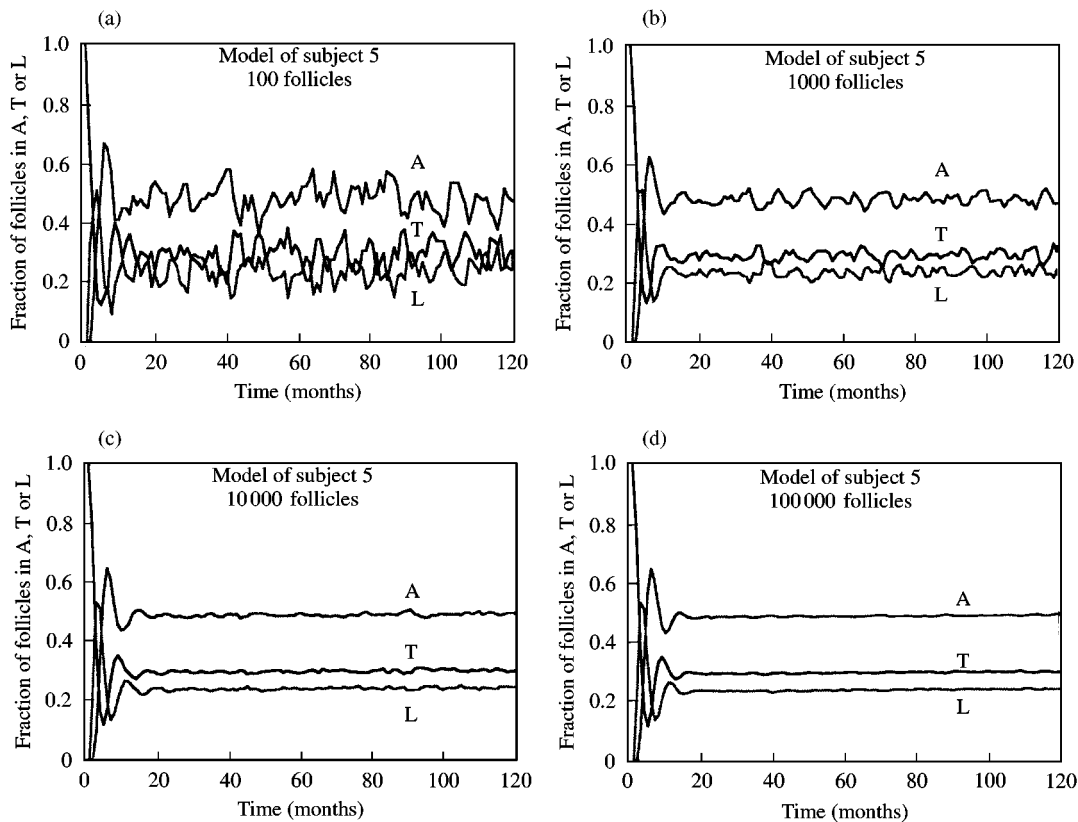 (a)
Model of subject 5
100 follicles
Fraction of follicles in A, T or L
1.0
0.8
0.6
0.4
0.2
0
A
T
L
0
20
40
60
80
100
120
Time (months)
(b)
Model of subject 5
1000 follicles
Fraction of follicles in A, T or L
1.0
0.8
0.6
0.4
0.2
0
A
T
L
0
20
40
60
80
100
120
Time (months)
(c)
Model of subject 5
10 000 follicles
Fraction of follicles in A, T or L
1.0
0.8
0.6
0.4
0.2
0
A
T
L
0
20
40
60
80
100
120
Time (months)
(d)
Model of subject 5
100 000 follicles
Fraction of follicles in A, T or L
1.0
0.8
0.6
0.4
0.2
0
A
T
L
0
20
40
60
80
100
120
Time (months)